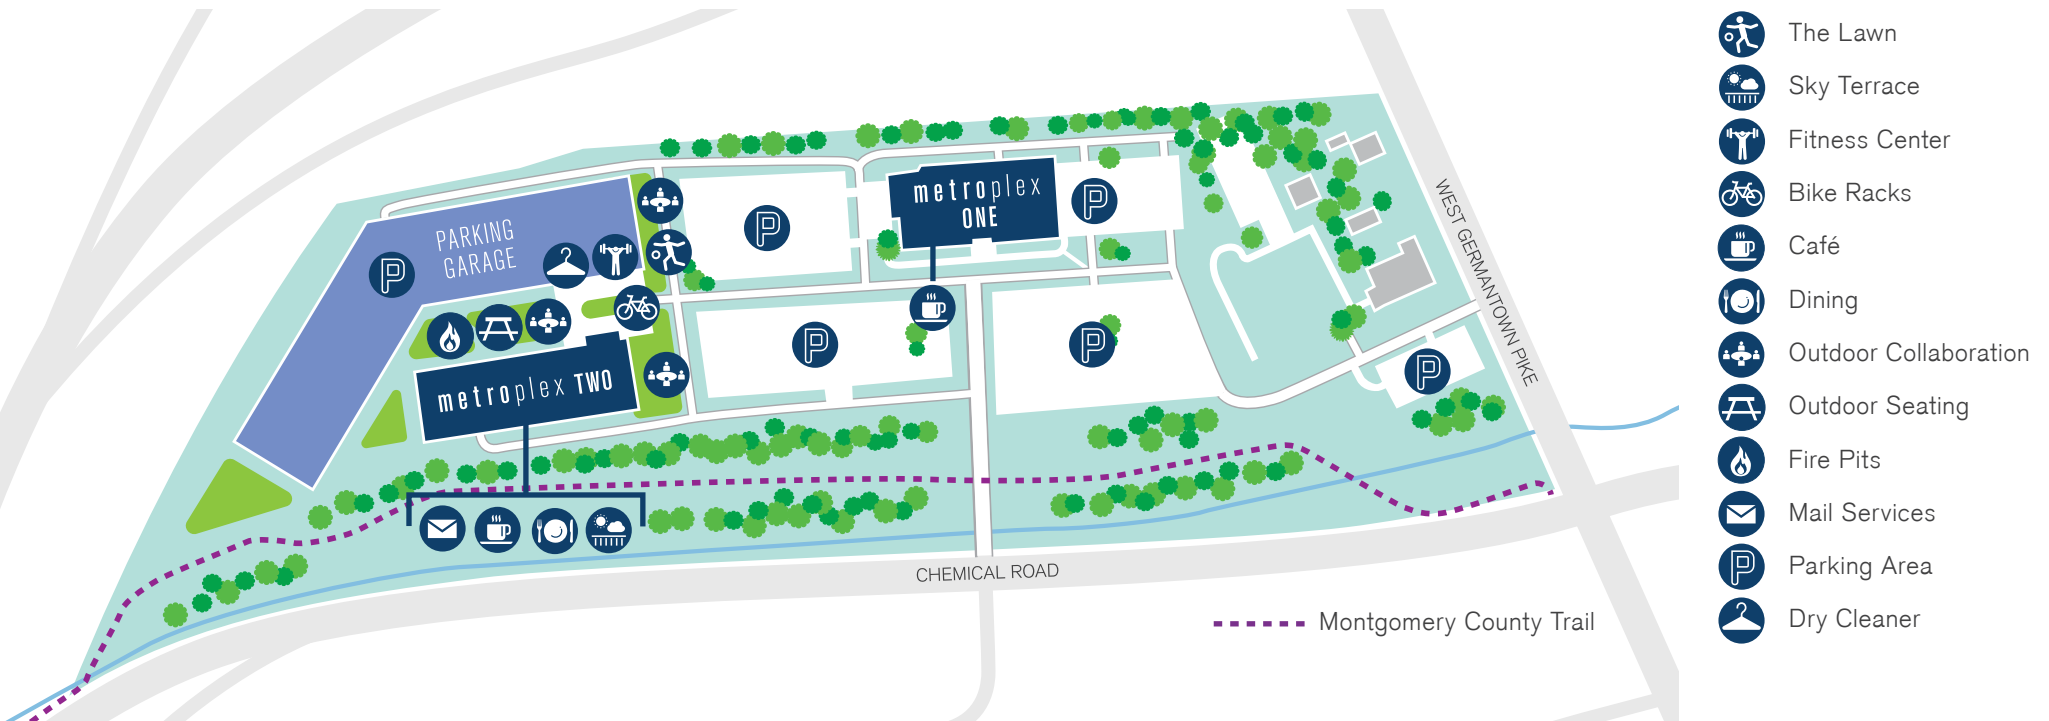 PARKING
GARAGE
metroplex
ONE
metroplex TWO
P
P
P
P
P
P
WEST GERMANTOWN PIKE
CHEMICAL ROAD
Montgomery County Trail
The Lawn
Sky Terrace
Fitness Center
Bike Racks
Café
Dining
Outdoor Collaboration
Outdoor Seating
Fire Pits
Mail Services
P Parking Area
Dry Cleaner